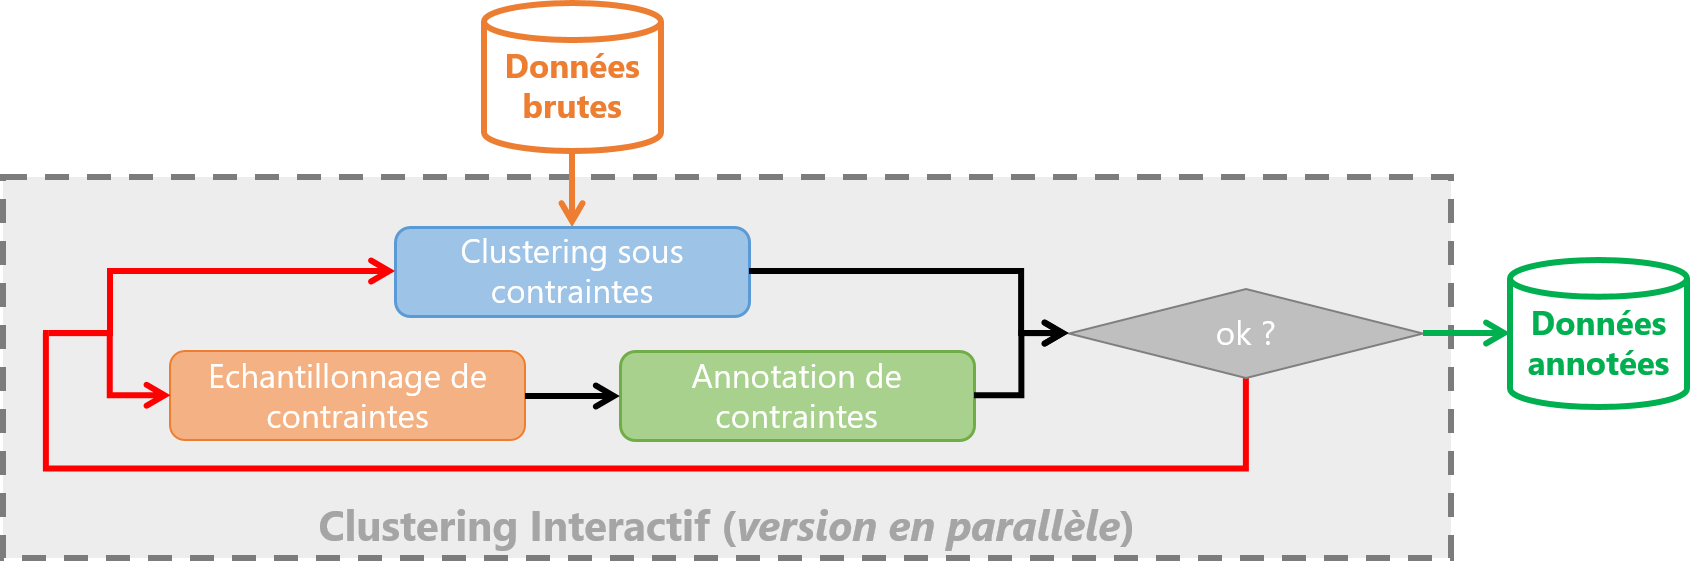 Données
brutes
Clustering sous
contraintes
Echantillonnage de
contraintes
Annotation de
contraintes
ok ?
Données
annotées
Clustering Interactif (version en parallèle)